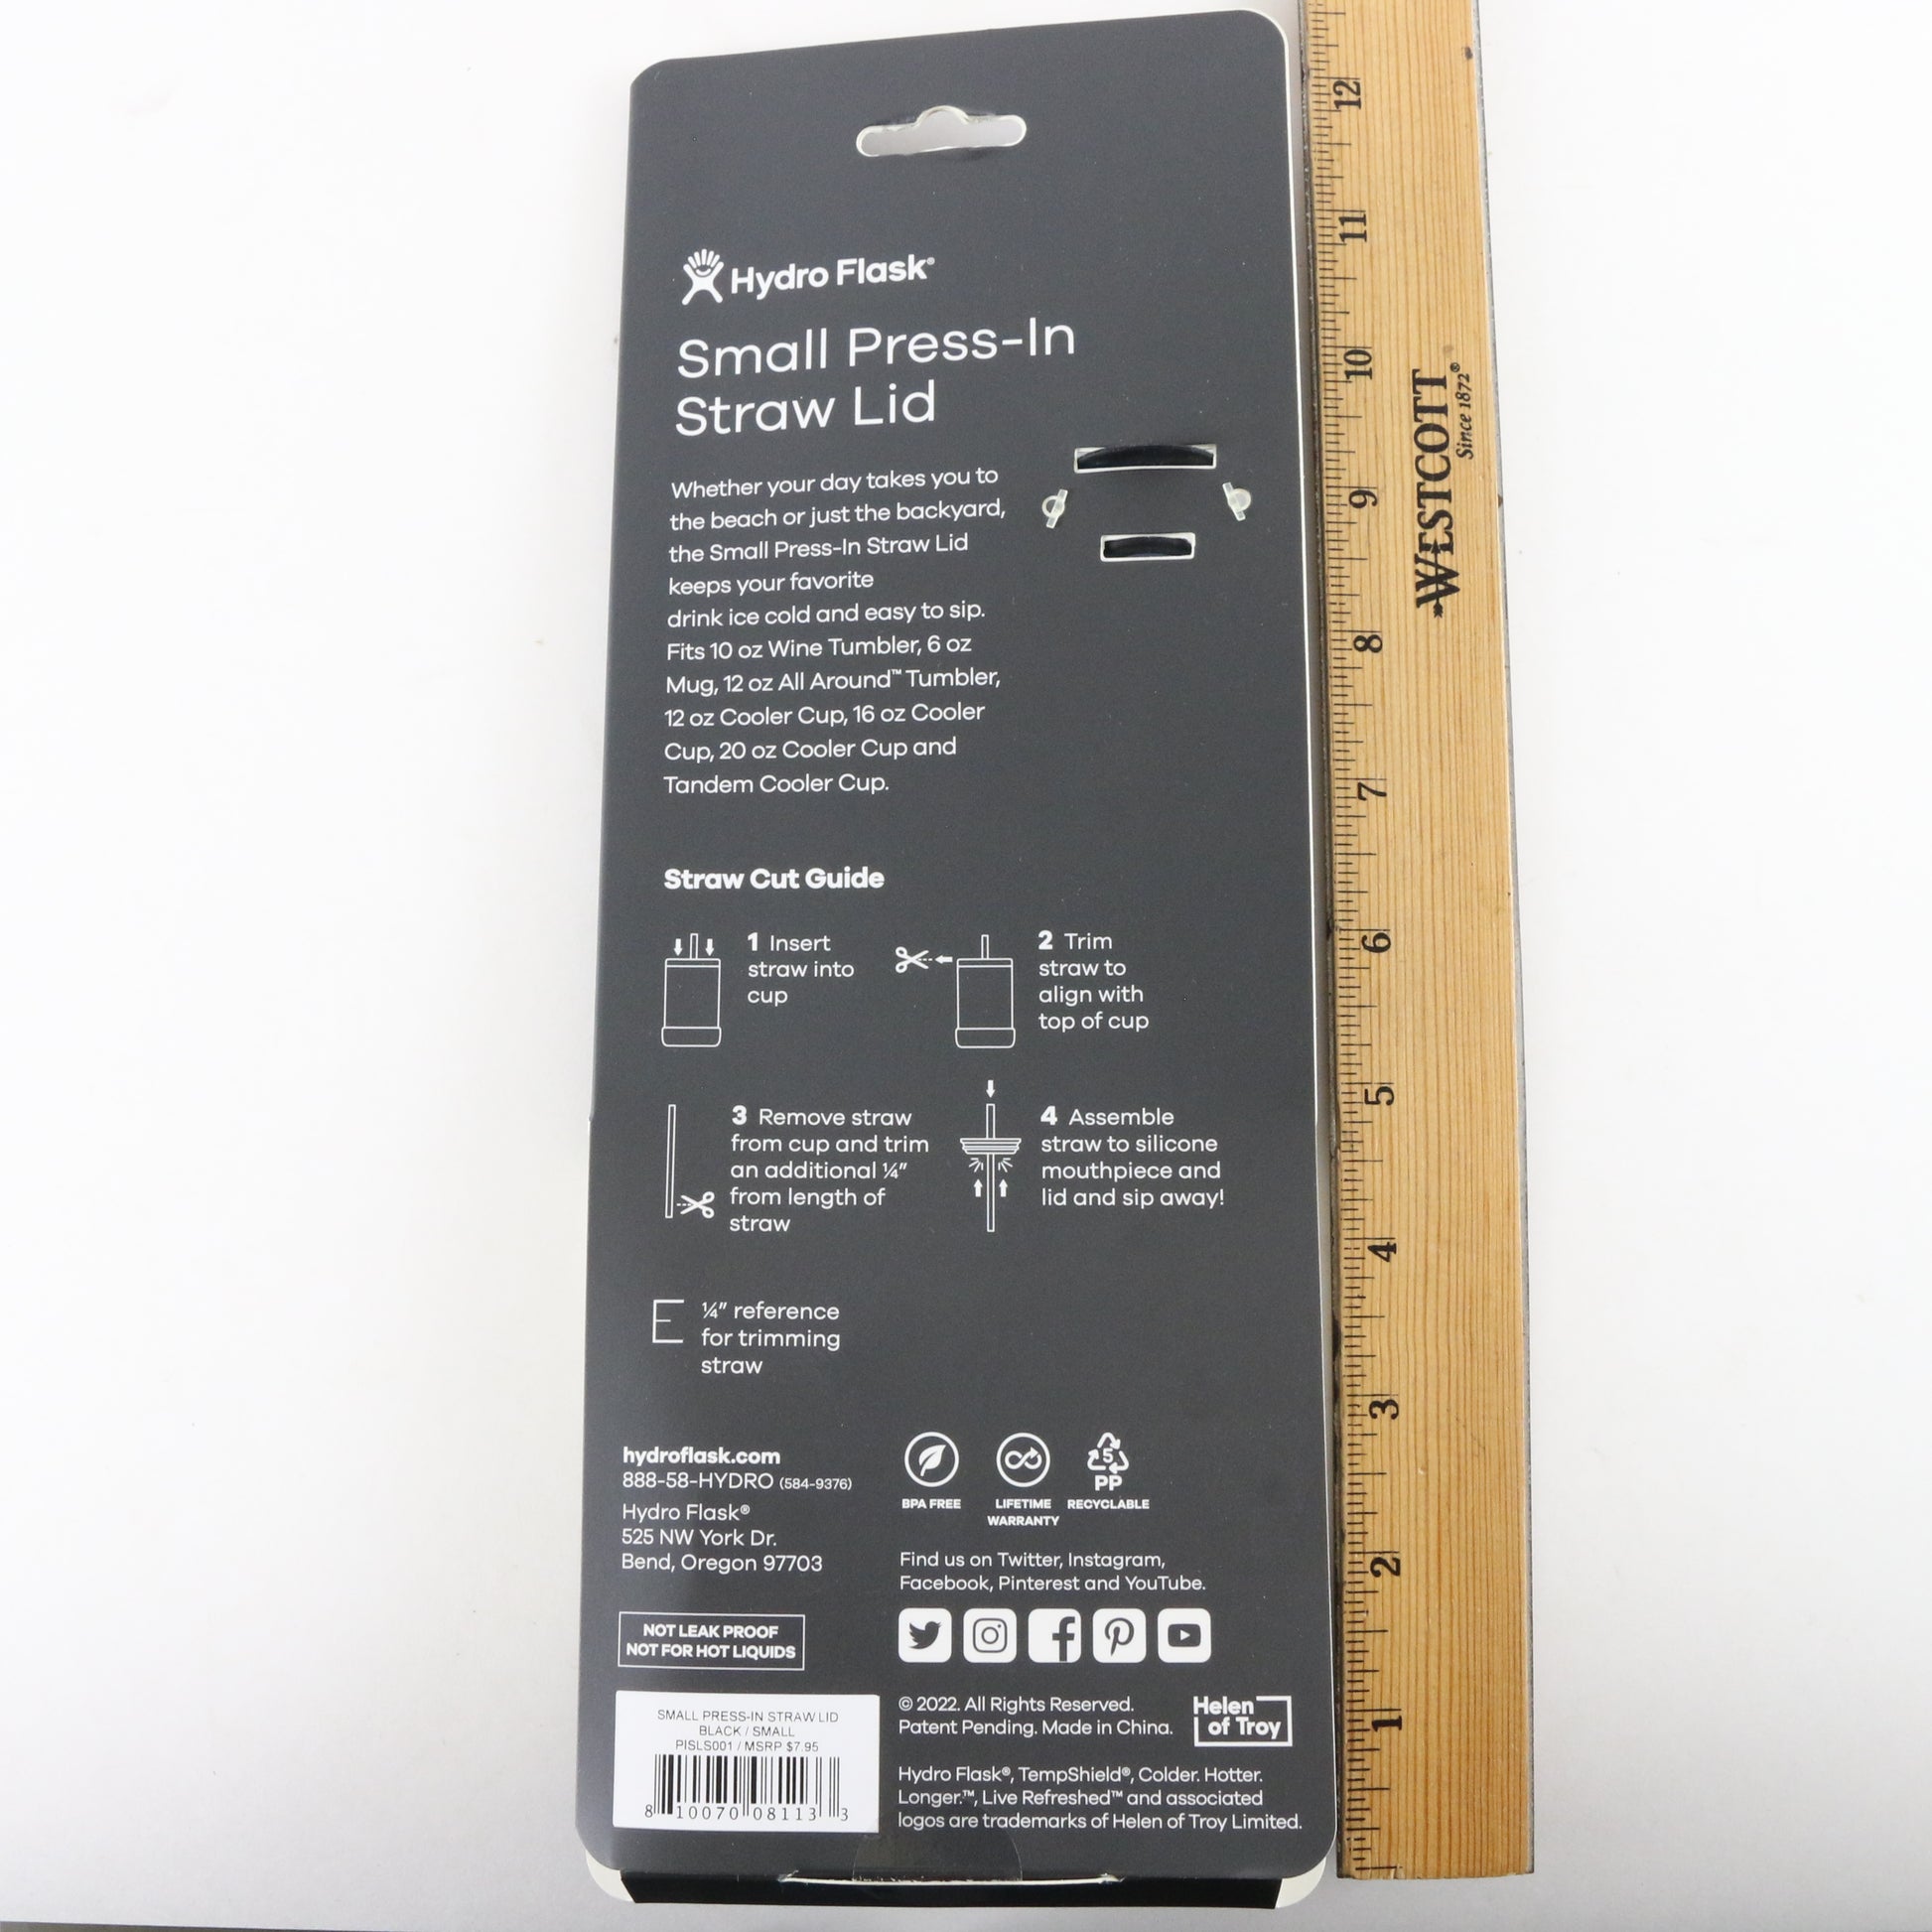 Hydro Flask®
Small Press-In
Straw Lid
Whether your day takes you to
the beach or just the backyard,
the Small Press-In Straw Lid
keeps your favorite
drink ice cold and easy to sip.
Fits 10 oz Wine Tumbler, 6 oz
Mug, 12 oz All Around™ Tumbler,
12 oz Cooler Cup, 16 oz Cooler
Cup, 20 oz Cooler Cup and
Tandem Cooler Cup.
Straw Cut Guide
1 Insert
straw into
cup
2 Trim
straw to
align with
top of cup
3 Remove straw
from cup and trim
an additional ¼"
from length of
straw
4 Assemble
straw to silicone
mouthpiece and
lid and sip away!
¼" reference
for trimming
straw
hydroflask.com
888-58-HYDRO (584-9376)
Hydro Flask®
525 NW York Dr.
Bend, Oregon 97703
NOT LEAK PROOF
NOT FOR HOT LIQUIDS
BPA FREE
LIFETIME
WARRANTY
5
PP
RECYCLABLE
Find us on Twitter, Instagram,
Facebook, Pinterest and YouTube.
SMALL PRESS-IN STRAW LID
BLACK / SMALL
PISLS001 / MSRP $7.95
8 10070 08113 3
© 2022. All Rights Reserved.
Patent Pending. Made in China.
Helen
of Troy
Hydro Flask®, TempShield®, Colder. Hotter.
Longer.™, Live Refreshed™ and associated
logos are trademarks of Helen of Troy Limited.
12
11
10
9
8
7
6
5
4
3
2
1
WESTCOTT®
Since 1872